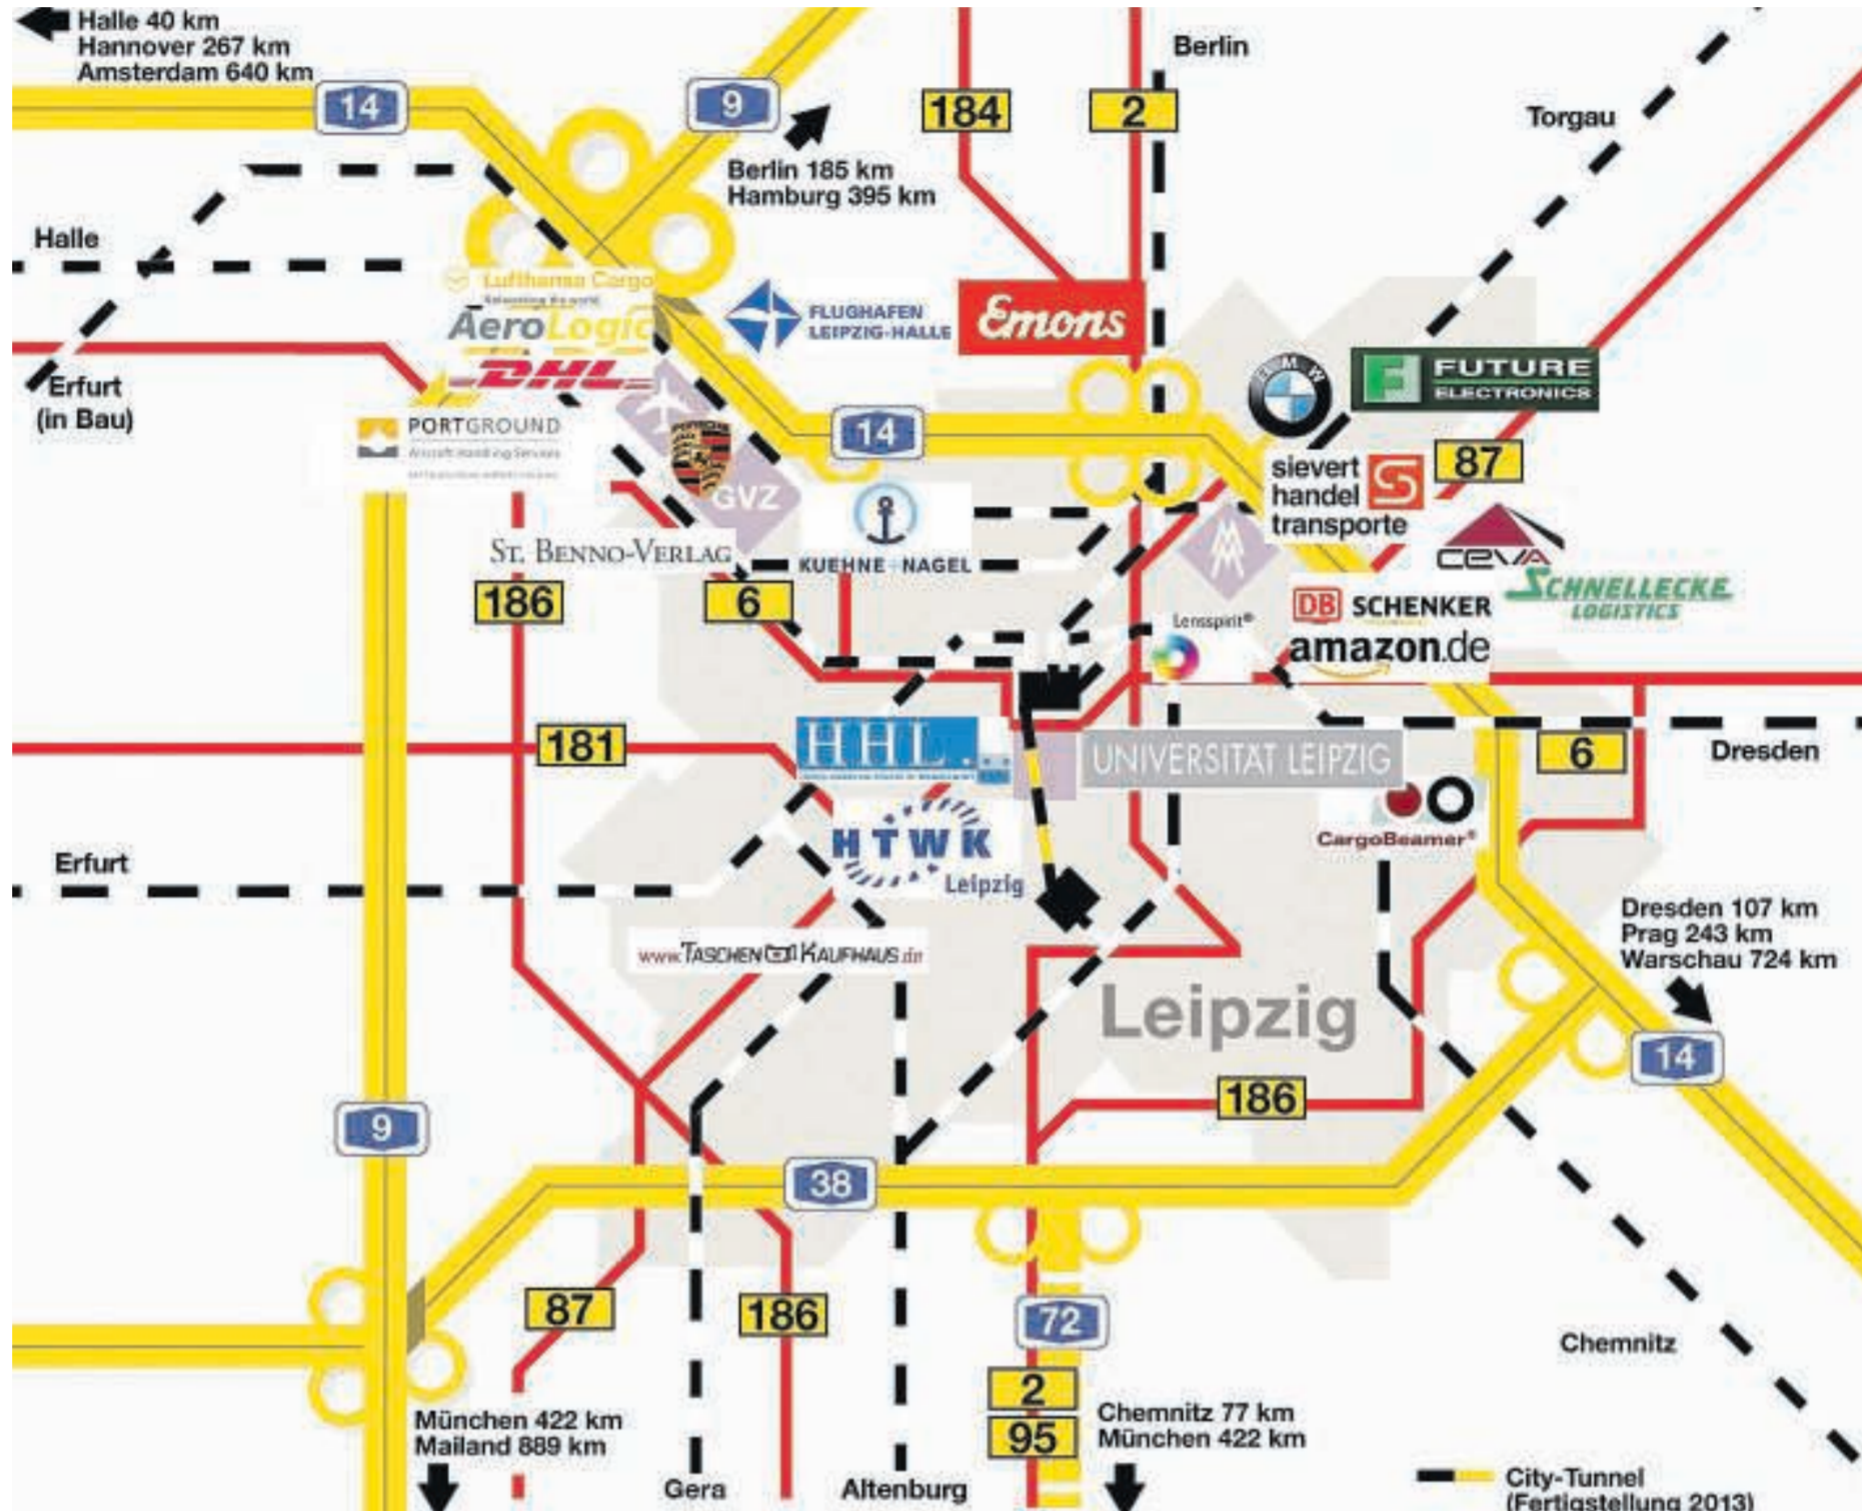 Halle 40 km
Hannover 267 km
Amsterdam 640 km
14
9
184
2
Berlin
Torgau
Berlin 185 km
Hamburg 395 km
Halle
Lufthansa Cargo
AeroLogic
DHL
FLUGHAFEN
LEIPZIG-HALLE
Emons
Erfurt
(in Bau)
BMW
FUTURE
ELECTRONICS
PORTGROUND
Aircraft Handling Services
PORSCHE
14
87
sievert
handel
transporte
GVZ
ST. BENNO-VERLAG
KUEHNE+NAGEL
CEVA
186
6
SCHNELLECKE
LOGISTICS
DB SCHENKER
Lensspirit®
amazon.de
181
HHL.
UNIVERSITÄT LEIPZIG
6
Dresden
CargoBeamer®
HTWK
Leipzig
Erfurt
www.TASCHENKAUFHAUS.de
Dresden 107 km
Prag 243 km
Warschau 724 km
Leipzig
14
186
9
38
87
186
72
2
95
Chemnitz
München 422 km
Mailand 889 km
Chemnitz 77 km
München 422 km
Gera
Altenburg
City-Tunnel
(Fertigstellung 2013)